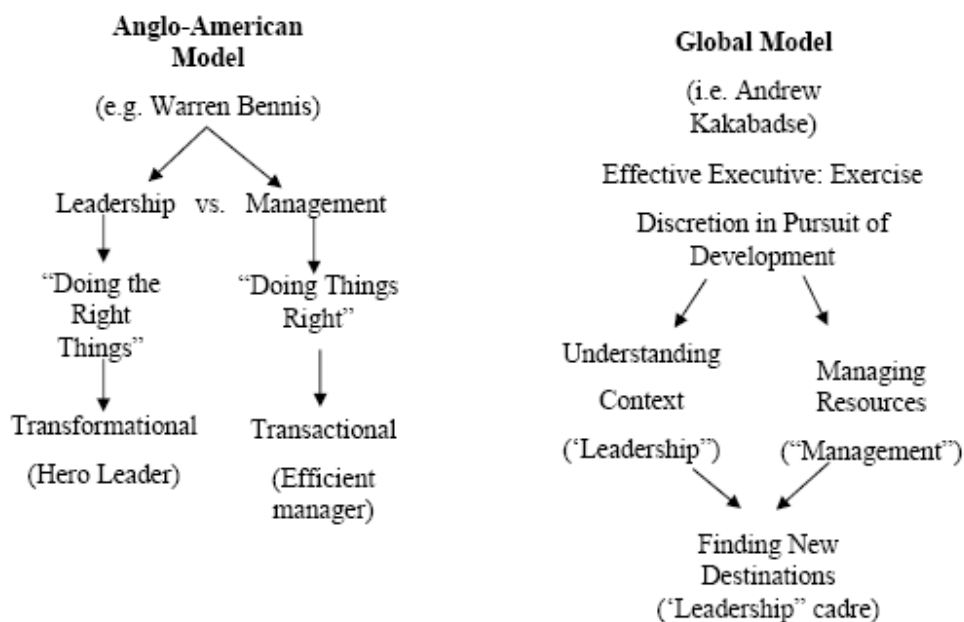 Anglo-American
Model
(e.g. Warren Bennis)
Leadership vs. Management
“Doing the
Right
Things”
“Doing Things
Right”
Transformational
(Hero Leader)
Transactional
(Efficient
manager)
Global Model
(i.e. Andrew
Kakabadse)
Effective Executive: Exercise
Discretion in Pursuit of
Development
Understanding
Context
(‘Leadership”)
Managing
Resources
(“Management”)
Finding New
Destinations
(‘Leadership” cadre)